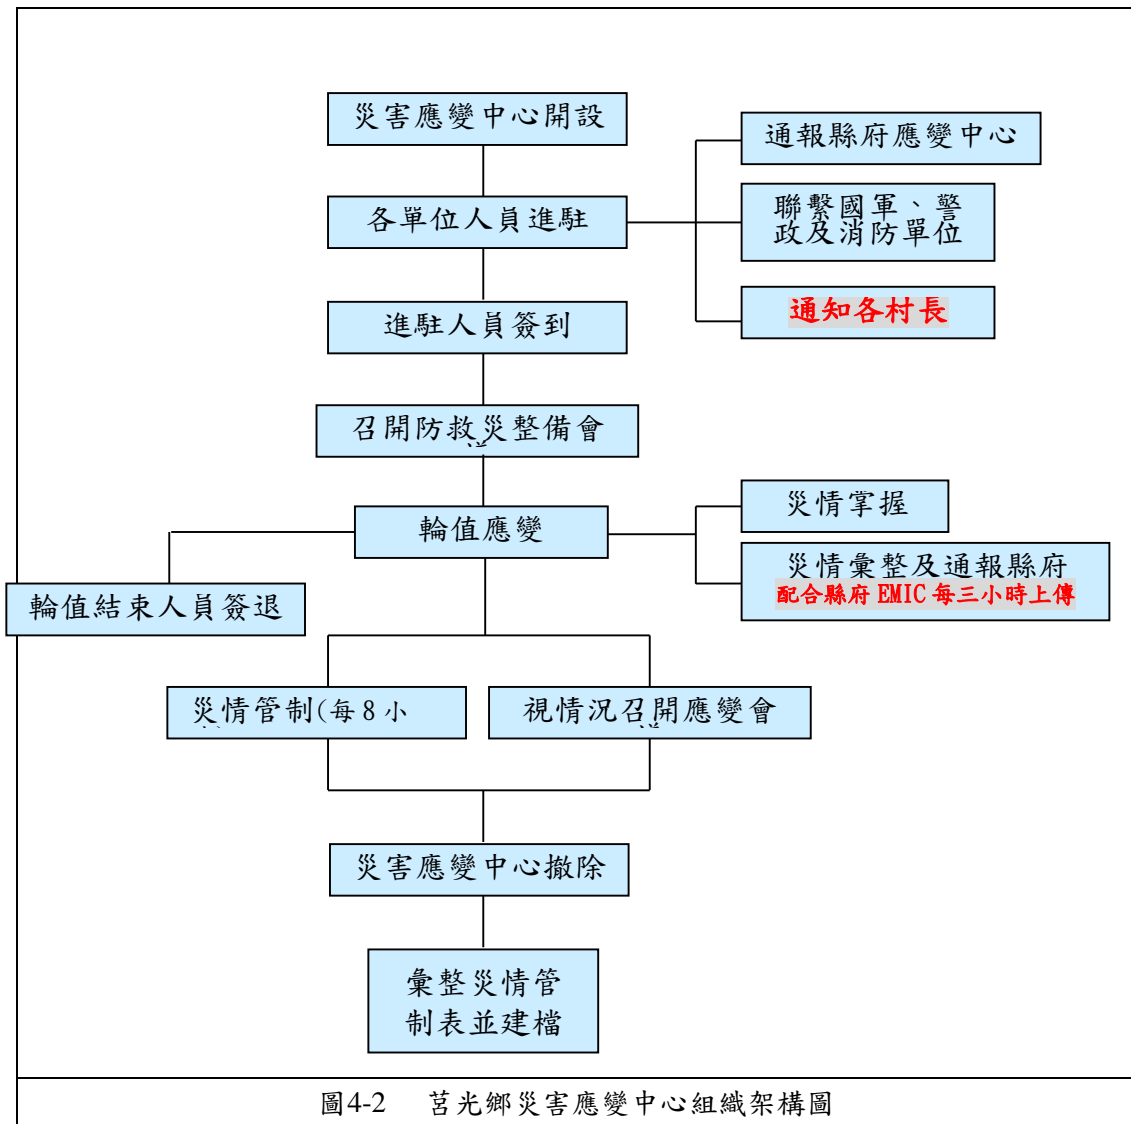 災害應變中心開設
通報縣府應變中心
各單位人員進駐
聯繫國軍、警
政及消防單位
通知各村長
進駐人員簽到
召開防救災整備會
輪值應變
災情掌握
災情彙整及通報縣府
配合縣府 EMIC 每三小時上傳
輪值結束人員簽退
災情管制(每8小
視情況召開應變會
災害應變中心撤除
彙整災情管
制表並建檔
圖4-2 莒光鄉災害應變中心組織架構圖